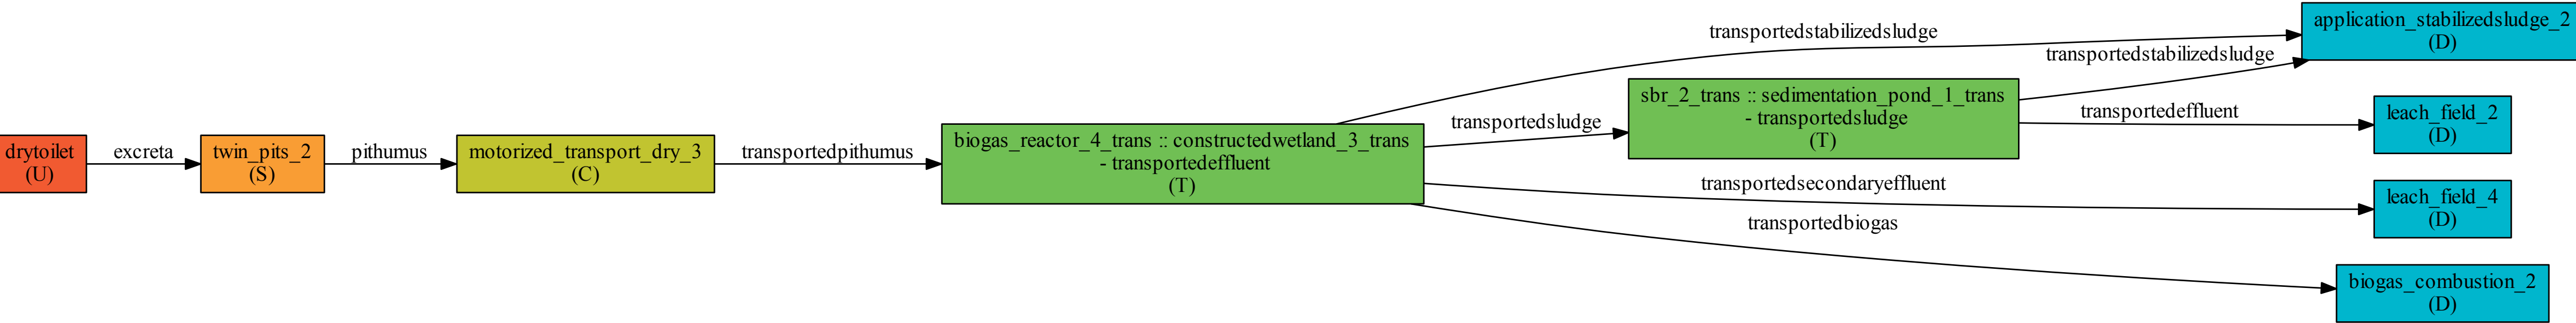 drytoilet
(U)
excreta
twin_pits_2
(S)
pithumus
motorized_transport_dry_3
(C)
transportedpithumus
biogas_reactor_4_trans :: constructedwetland_3_trans
- transportedeffluent
(T)
transportedstabilizedsludge
transportedsludge
transportedsecondaryeffluent
transportedbiogas
sbr_2_trans :: sedimentation_pond_1_trans
- transportedsludge
(T)
transportedstabilizedsludge
transportedeffluent
application_stabilizedsludge_2
(D)
leach_field_2
(D)
leach_field_4
(D)
biogas_combustion_2
(D)